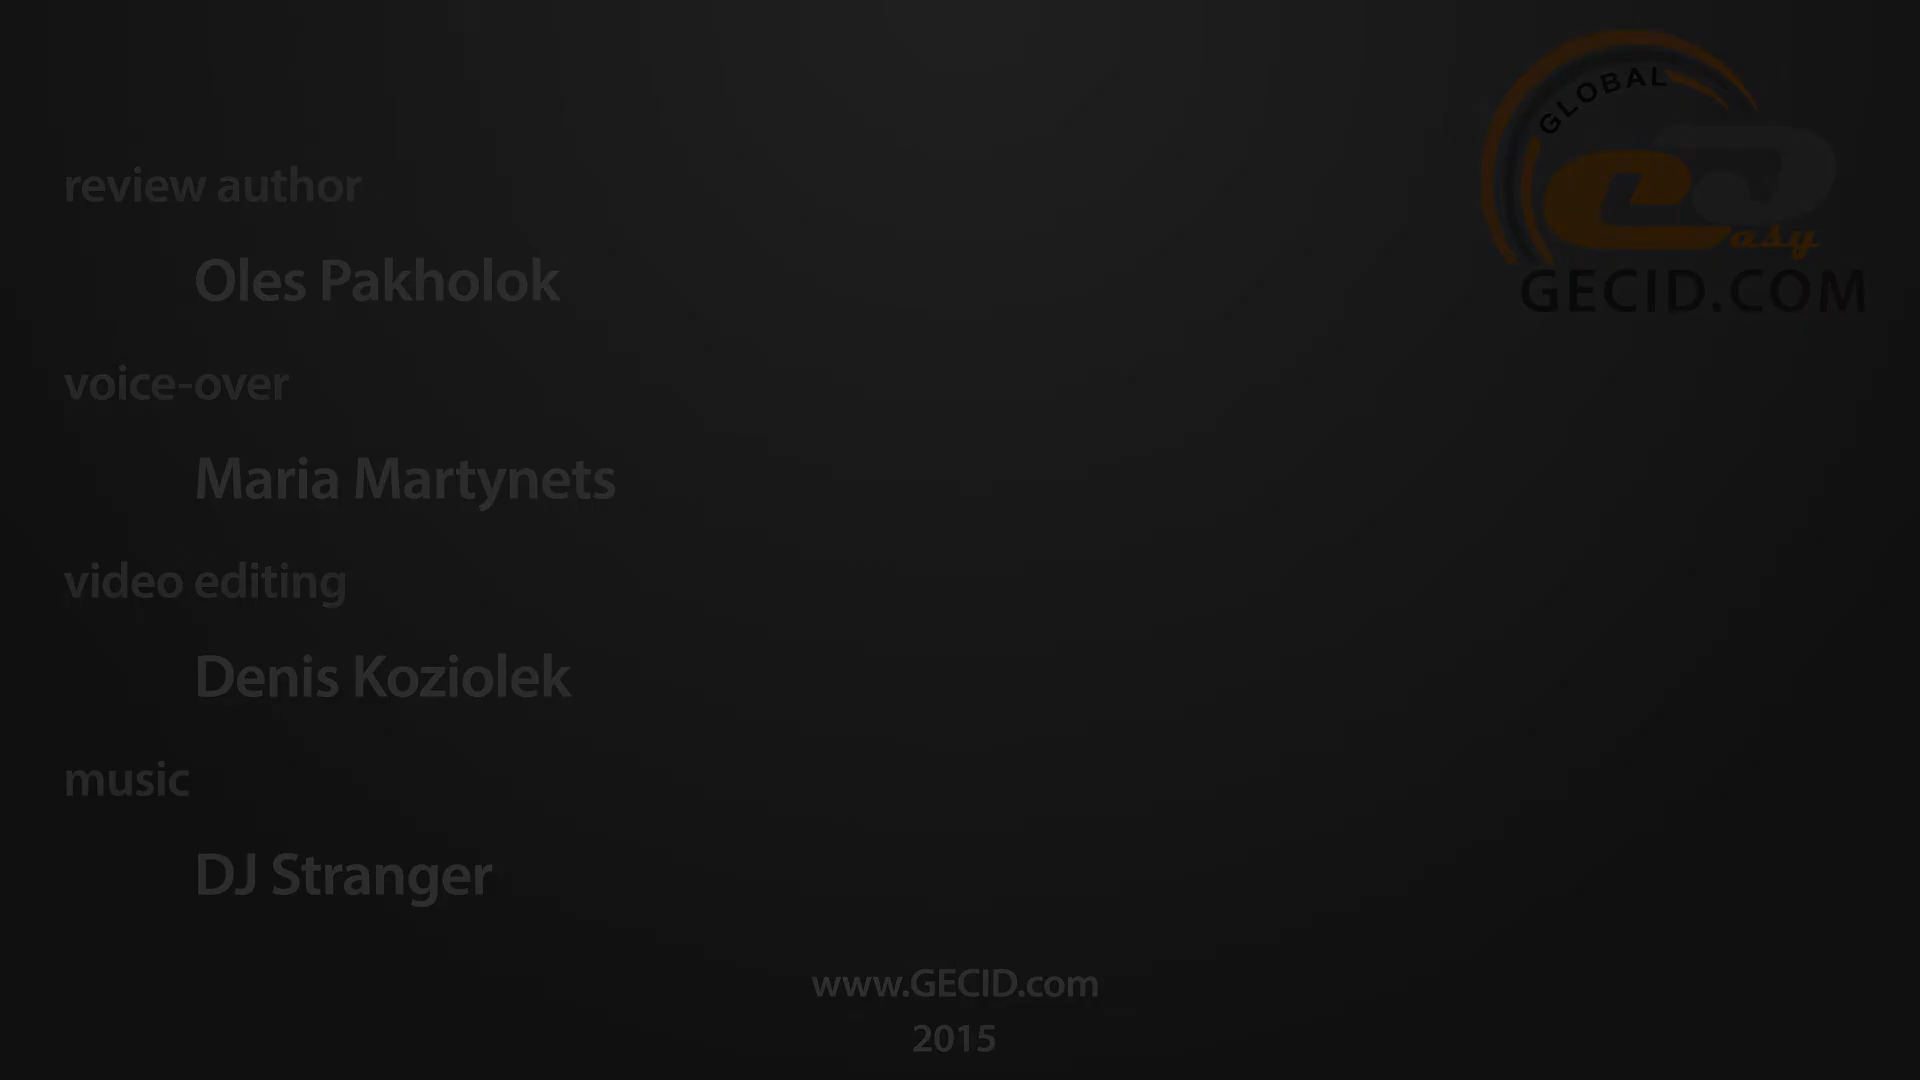 GLOBAL
easy
GECID.COM
review author
Oles Pakholok
voice-over
Maria Martynets
video editing
Denis Koziolek
music
DJ Stranger
www.GECID.com
2015